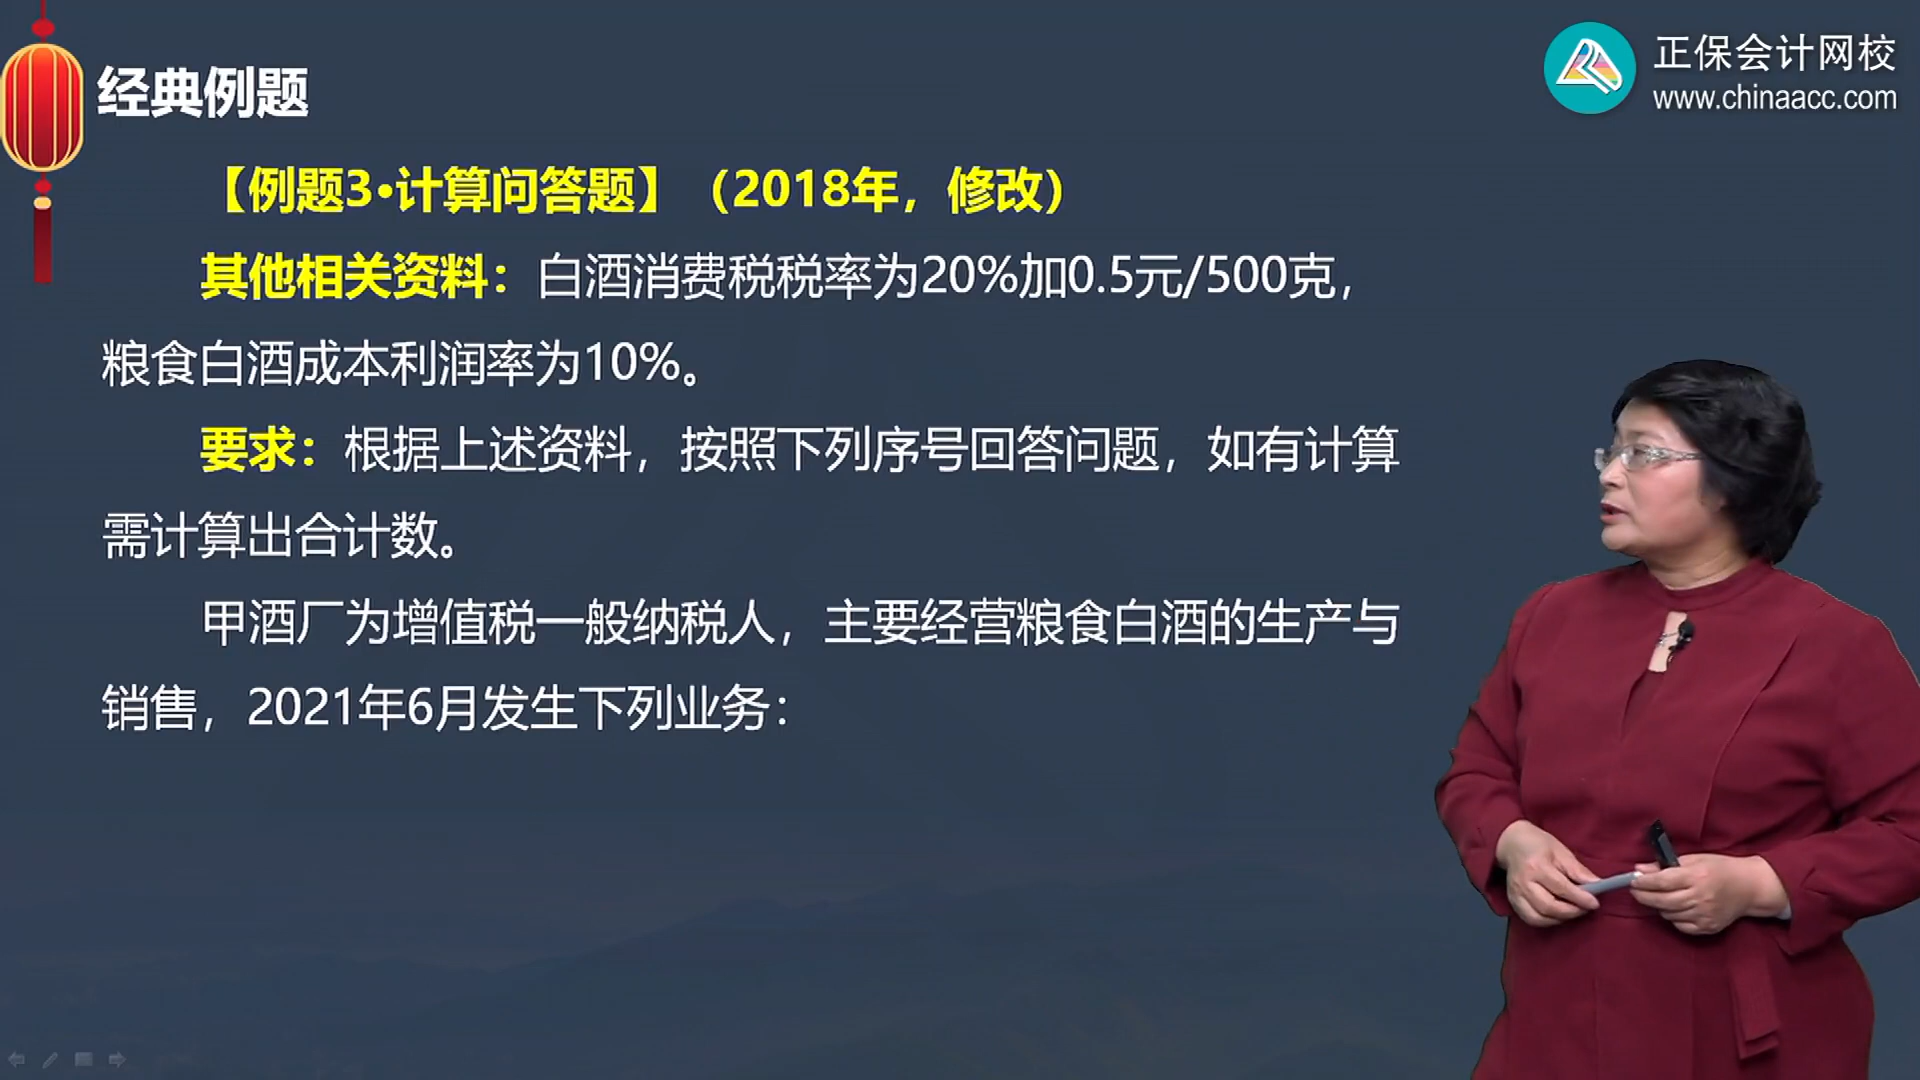 正保会计网校
www.chinaacc.com
经典例题
【例题3•计算问答题】（2018年，修改）
其他相关资料：白酒消费税税率为20%加0.5元/500克，
粮食白酒成本利润率为10%。
要求：根据上述资料，按照下列序号回答问题，如有计算
需计算出合计数。
甲酒厂为增值税一般纳税人，主要经营粮食白酒的生产与
销售，2021年6月发生下列业务：